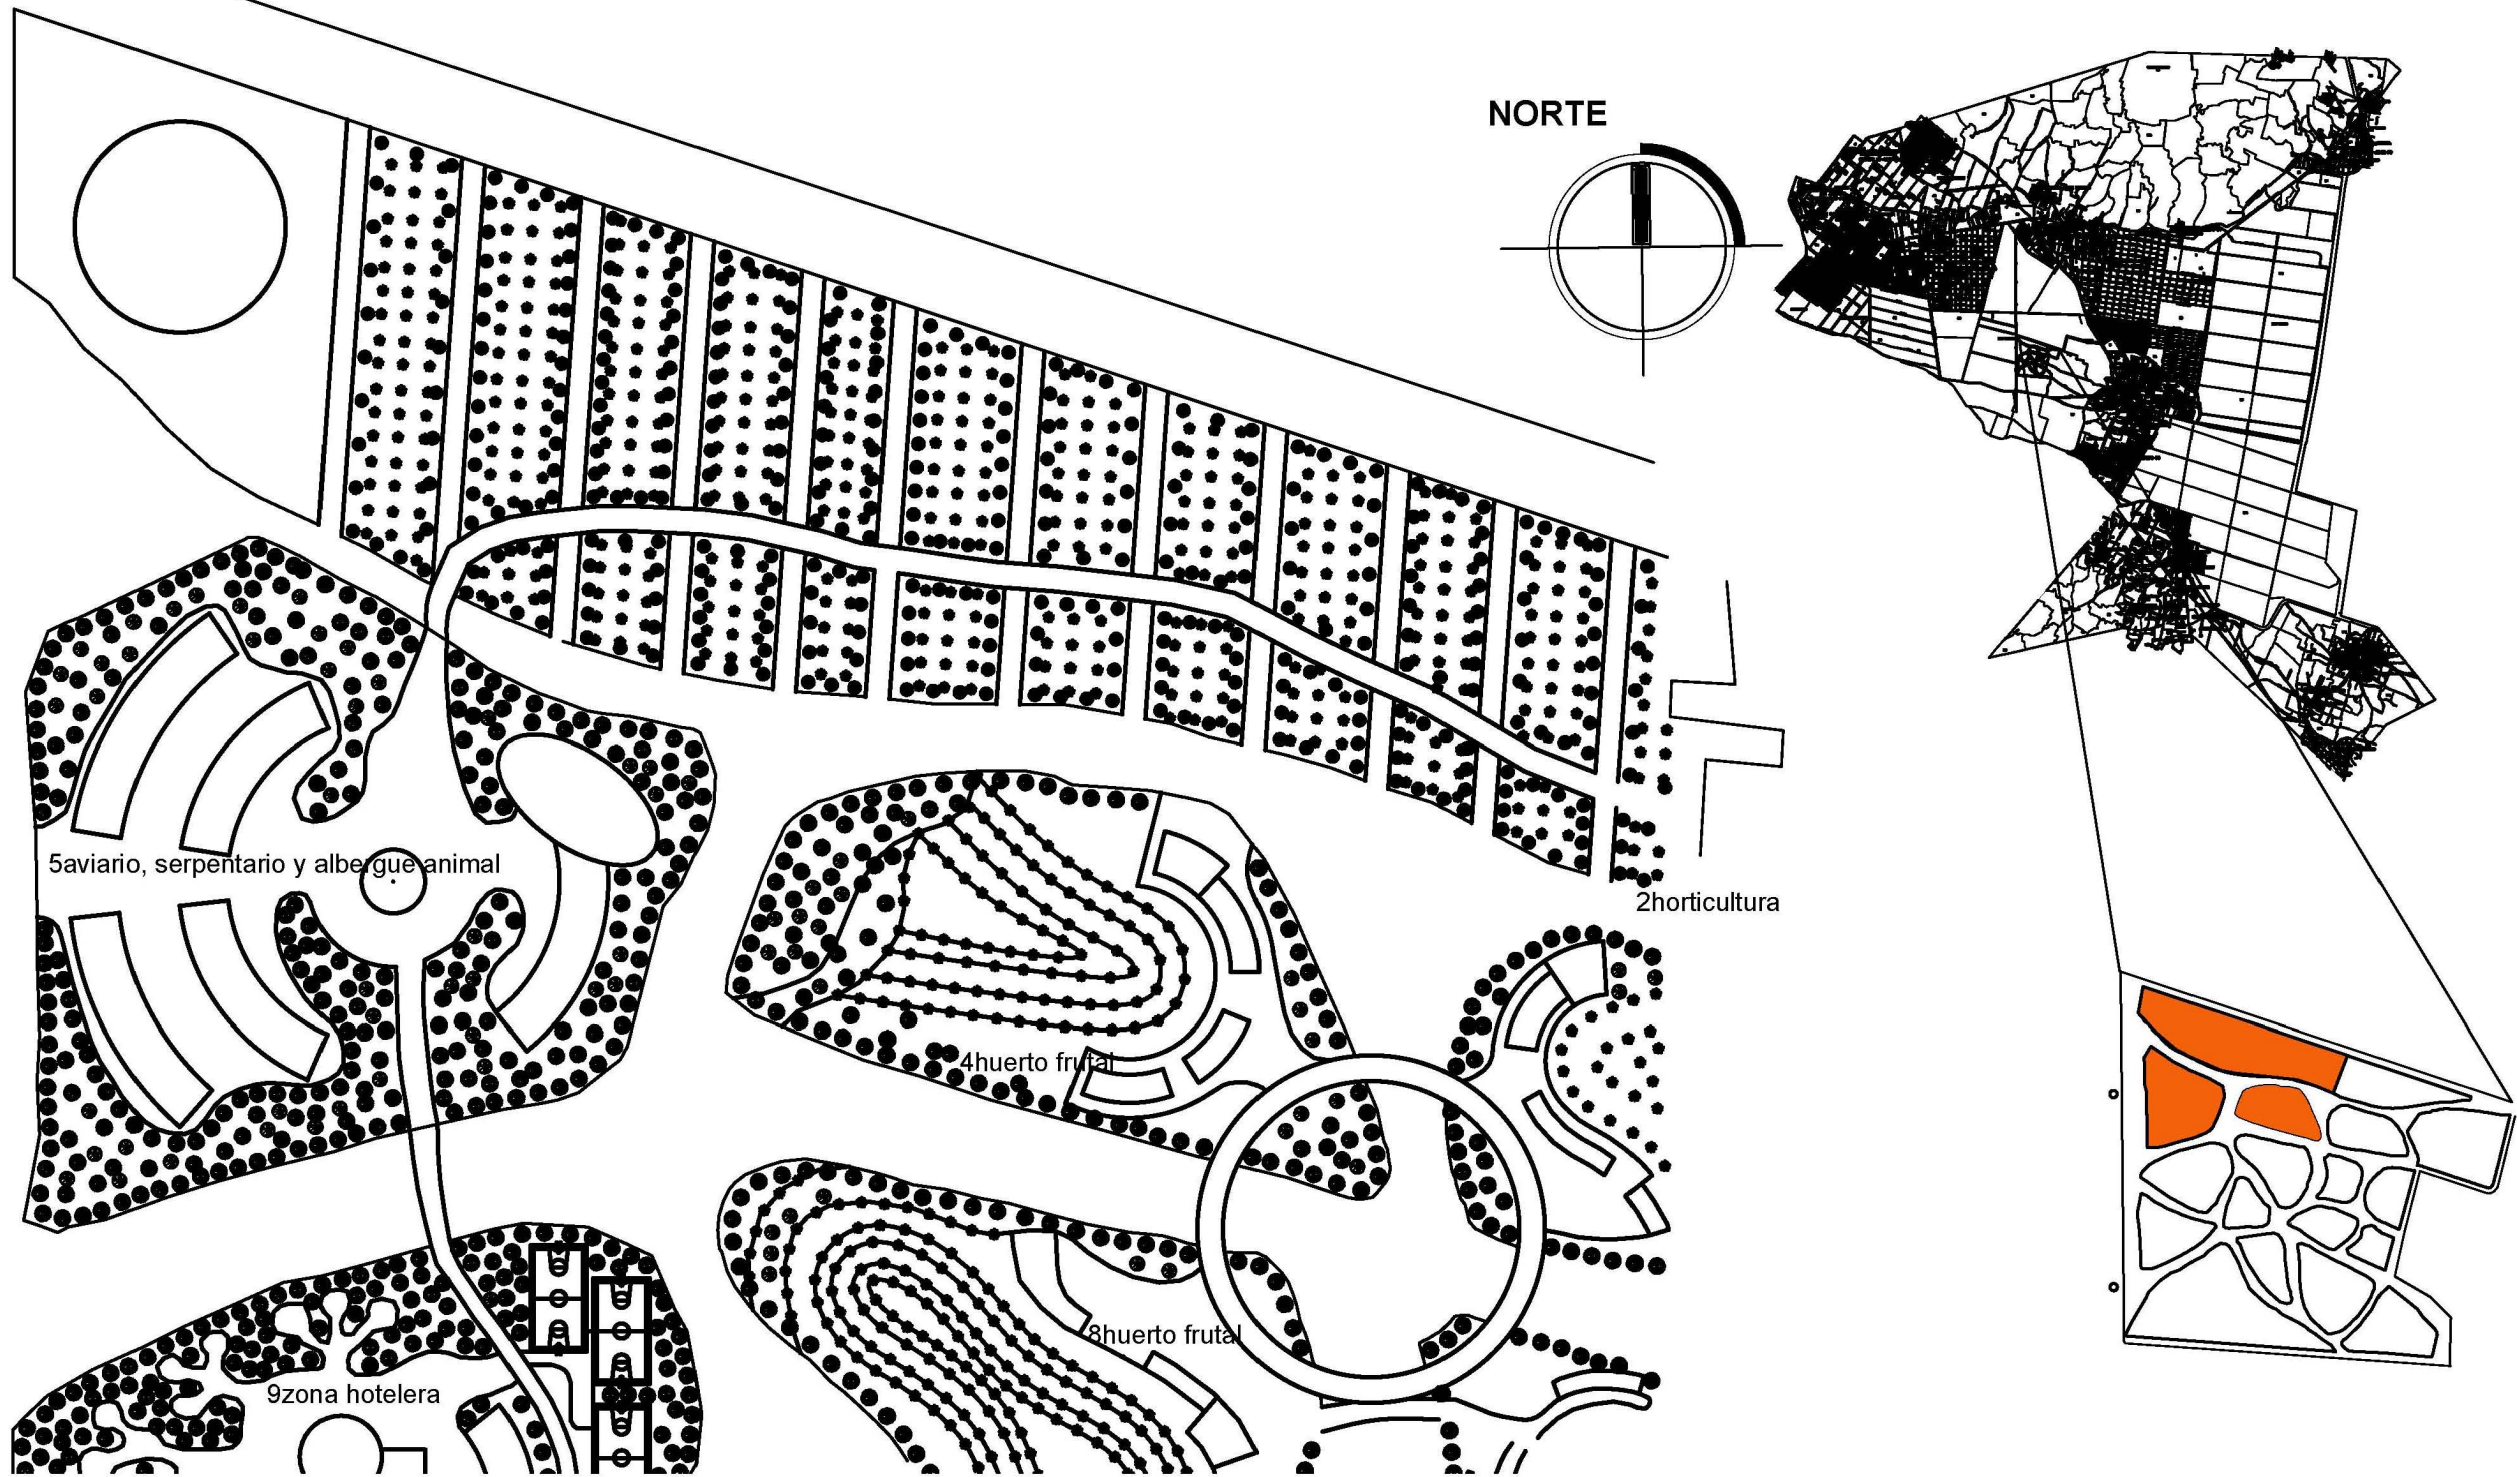 NORTE
5aviario, serpentario y albergue animal
2horticultura
4huerto frutal
8huerto frutal
9zona hotelera